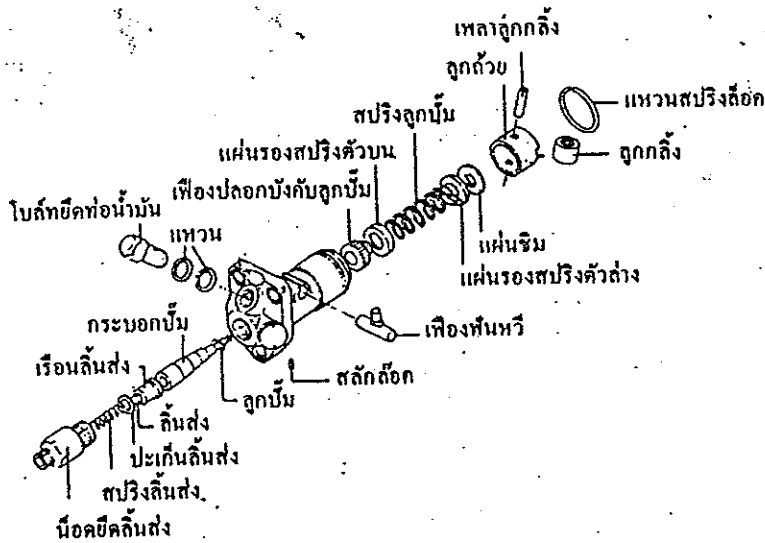 เพลาลูกกลิ้ง
ลูกถ้วย
แหวนสปริงล็อค
สปริงลูกปั๊ม
ลูกกลิ้ง
แผ่นรองสปริงตัวบน
เฟืองปลอกบังคับลูกปั๊ม
โบล์ทยึดท่อน้ำมัน
แหวน
แผ่นชิม
แผ่นรองสปริงตัวล่าง
กระบอกปั๊ม
เฟืองฟันหวี
เรือนลิ้นส่ง
สลักล๊อค
ลูกปั๊ม
ลิ้นส่ง
ปะเก็นลิ้นส่ง
สปริงลิ้นส่ง
น๊อตยึดลิ้นส่ง